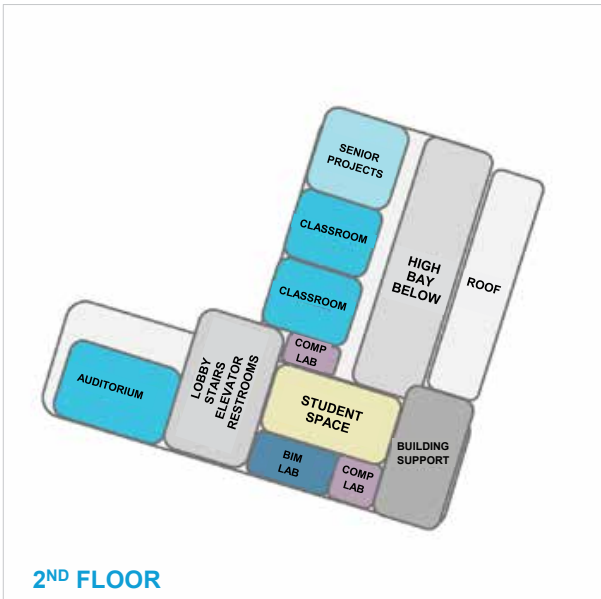 SENIOR
PROJECTS
CLASSROOM
CLASSROOM
HIGH
BAY
BELOW
ROOF
COMP
LAB
AUDITORIUM
LOBBY
STAIRS
ELEVATOR
RESTROOMS
STUDENT
SPACE
BUILDING
SUPPORT
BIM
LAB
COMP
LAB
2ND FLOOR